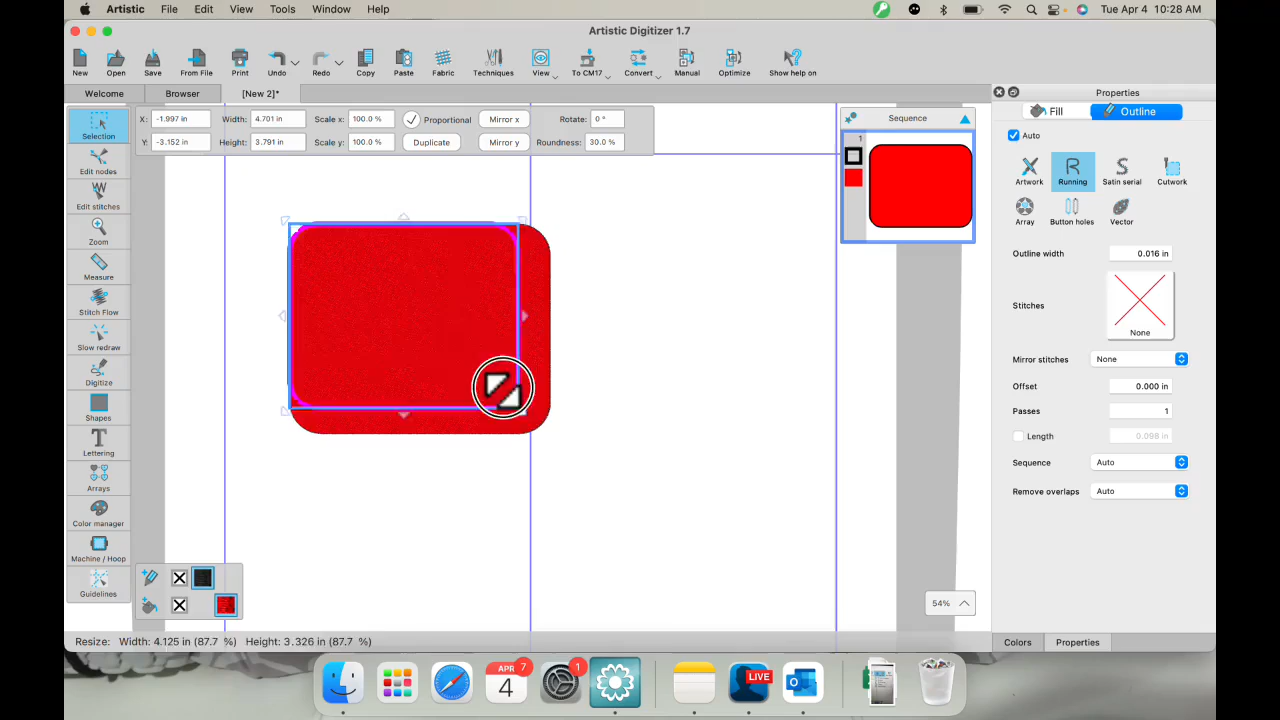 Artistic File Edit View Tools Window Help Tue Apr 4 10:28 AM
Artistic Digitizer 1.7
New Open Save From File Print Undo Redo Copy Paste Fabric Techniques View To CM17 Convert Manual Optimize Show help on
Welcome Browser [New 2]* Properties
X: -1.997 in Width: 4.701 in Scale x: 100.0 % Proportional Mirror x Rotate: 0 °
Y: -3.152 in Height: 3.791 in Scale y: 100.0 % Duplicate Mirror y Roundness: 30.0 %
Sequence
1
Fill Outline
Auto
Artwork Running Satin serial Cutwork
Array Button holes Vector
Outline width 0.016 in
Stitches None
Mirror stitches None
Offset 0.000 in
Passes 1
Length 0.098 in
Sequence Auto
Remove overlaps Auto
Selection
Edit nodes
Edit stitches
Zoom
Measure
Stitch Flow
Slow redraw
Digitize
Shapes
Lettering
Arrays
Color manager
Machine / Hoop
Guidelines
54%
Resize: Width: 4.125 in (87.7 %) Height: 3.326 in (87.7 %)
Colors Properties
APR 7
4
1
LIVE